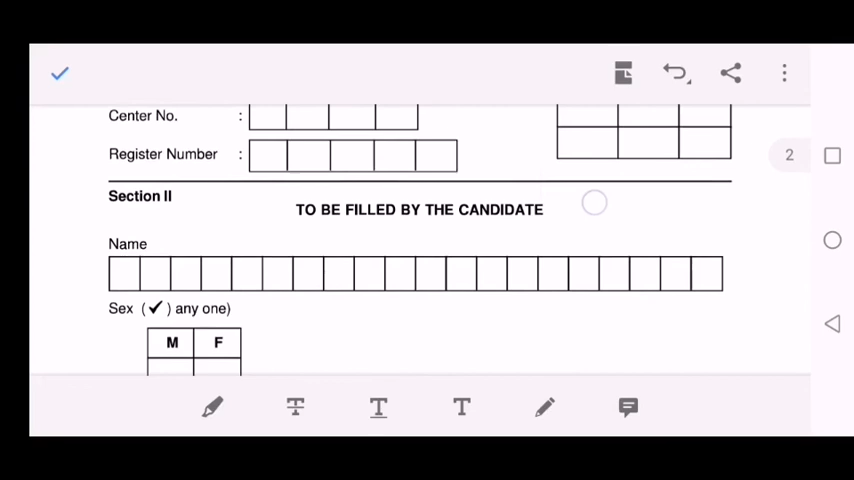 Center No. :
Register Number :
2
Section II
TO BE FILLED BY THE CANDIDATE
Name
Sex (✓) any one)
M F
T T T